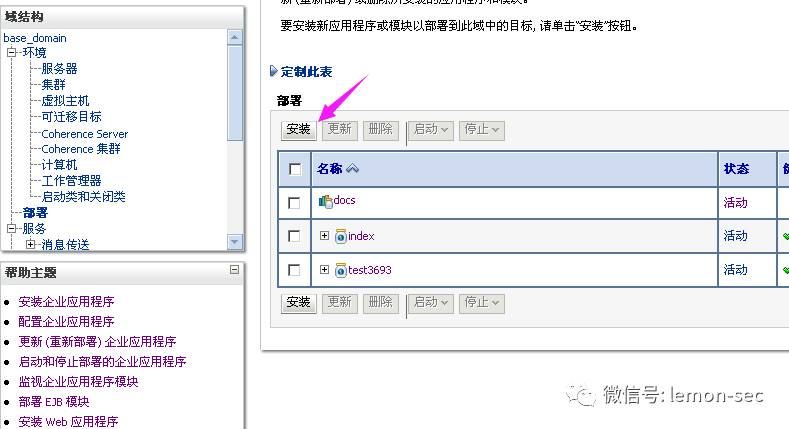 域结构
base_domain
环境
服务器
集群
虚拟主机
可迁移目标
Coherence Server
Coherence 集群
计算机
工作管理器
启动类和关闭类
部署
服务
消息传送
帮助主题
安装企业应用程序
配置企业应用程序
更新 (重新部署) 企业应用程序
启动和停止部署的企业应用程序
监视企业应用程序模块
部署 EJB 模块
安装 Web 应用程序
要安装新应用程序或模块以部署到此域中的目标, 请单击“安装”按钮。
定制此表
部署
安装 更新 删除 启动 停止
名称 状态
docs 活动
index 活动
test3693 活动
安装 更新 删除 启动 停止
微信号: lemon-sec